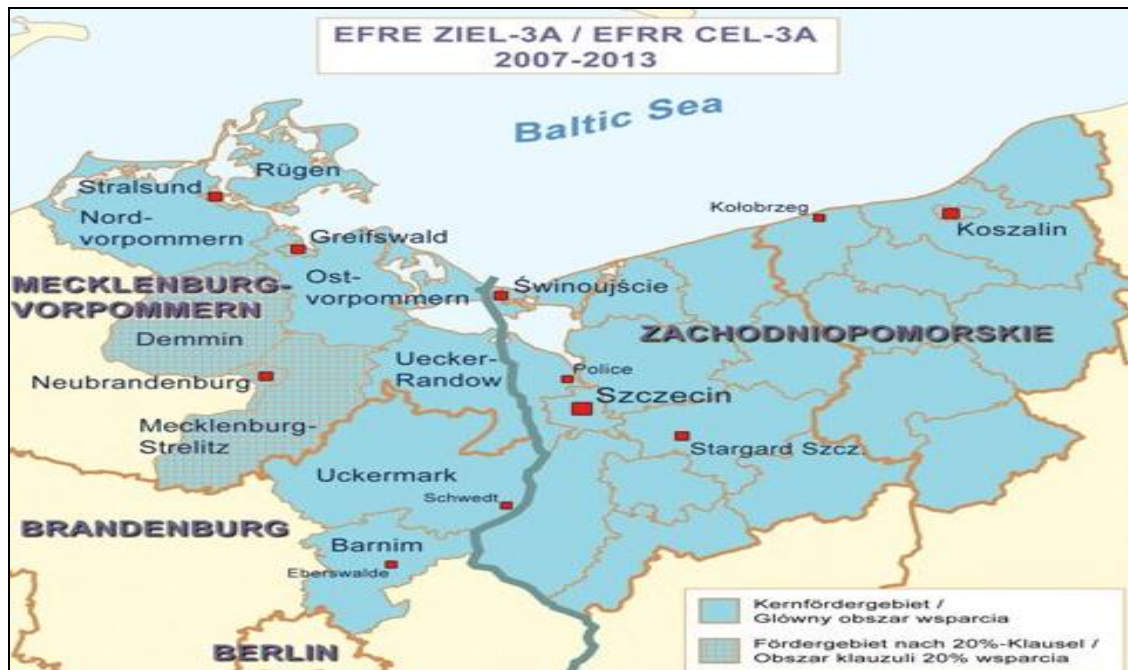 EFRE ZIEL-3A / EFRR CEL-3A
2007-2013
Baltic Sea
Rügen
Stralsund
Nord-
vorpommern
Greifswald
Kołobrzeg
Koszalin
MECKLENBURG-
VORPOMMERN
Ost-
vorpommern
Świnoujście
Demmin
ZACHODNIOPOMORSKIE
Uecker-
Randow
Police
Neubrandenburg
Szczecin
Mecklenburg-
Strelitz
Stargard Szcz.
Uckermark
Schwedt
BRANDENBURG
Barnim
Eberswalde
BERLIN
Kernfördergebiet /
Główny obszar wsparcia
Fördergebiet nach 20%-Klausel /
Obszar klauzuli 20% wsparcia